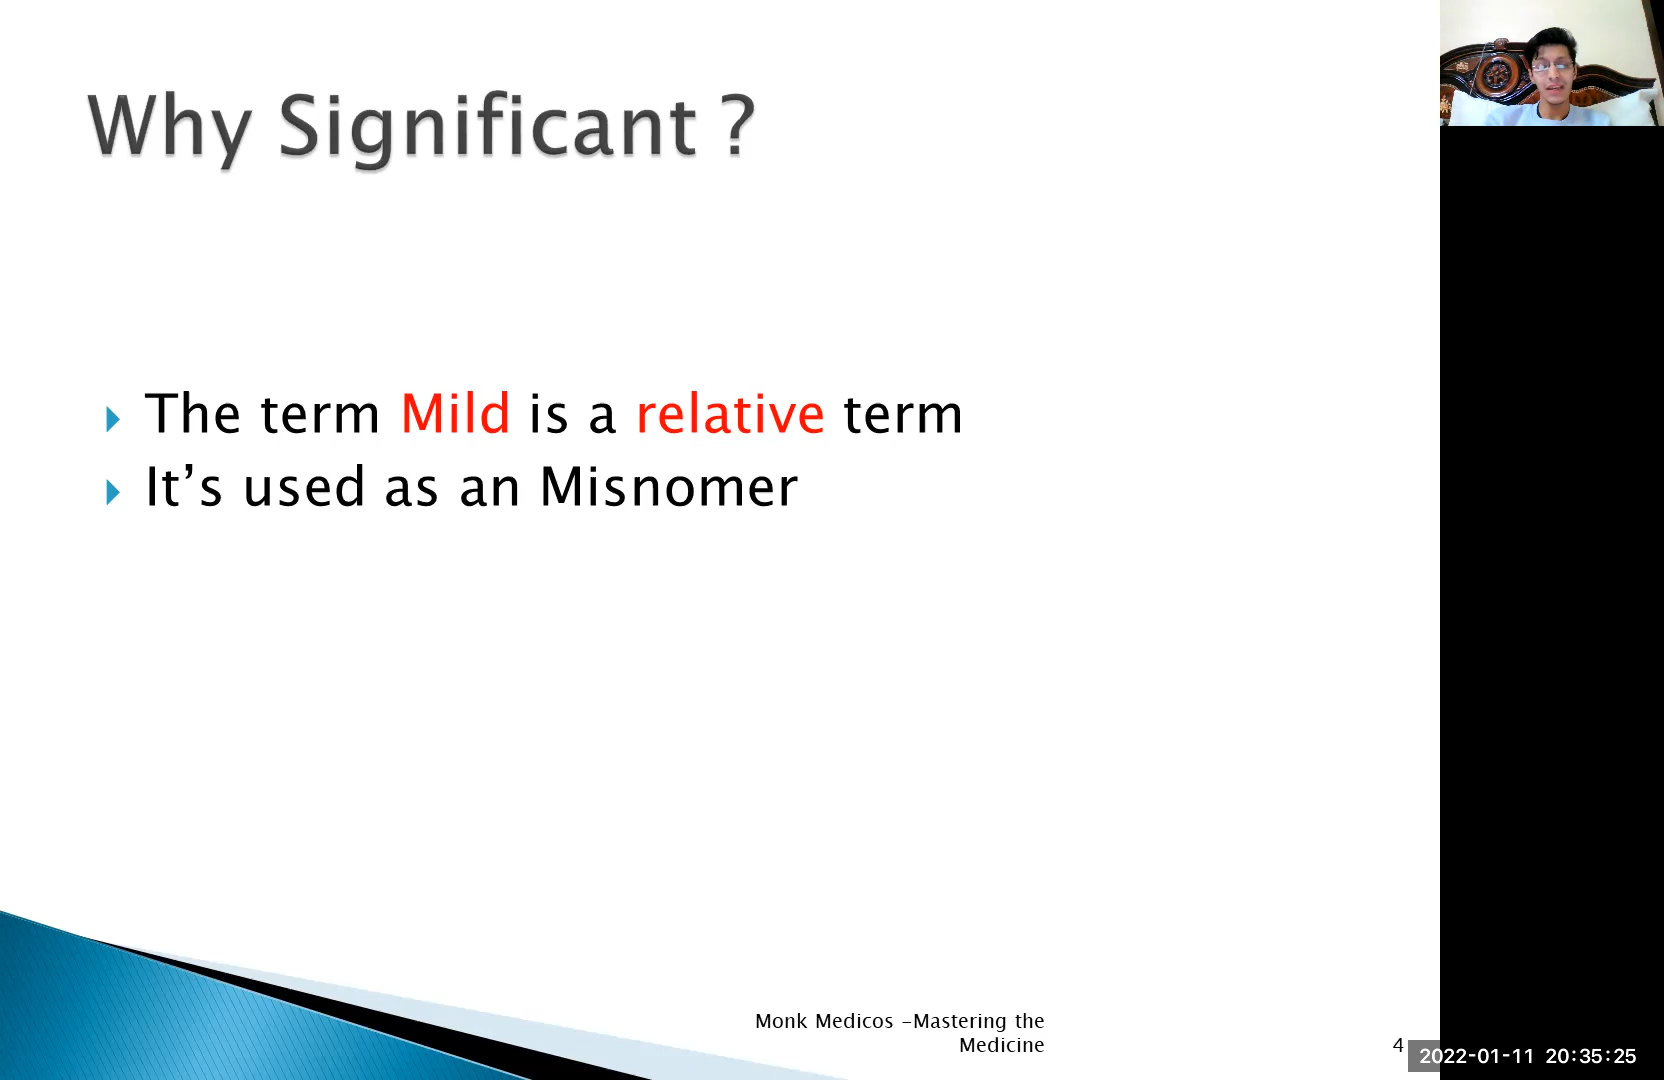 Why Significant ?
The term Mild is a relative term
It’s used as an Misnomer
Monk Medicos -Mastering the
Medicine
4
2022-01-11 20:35:25